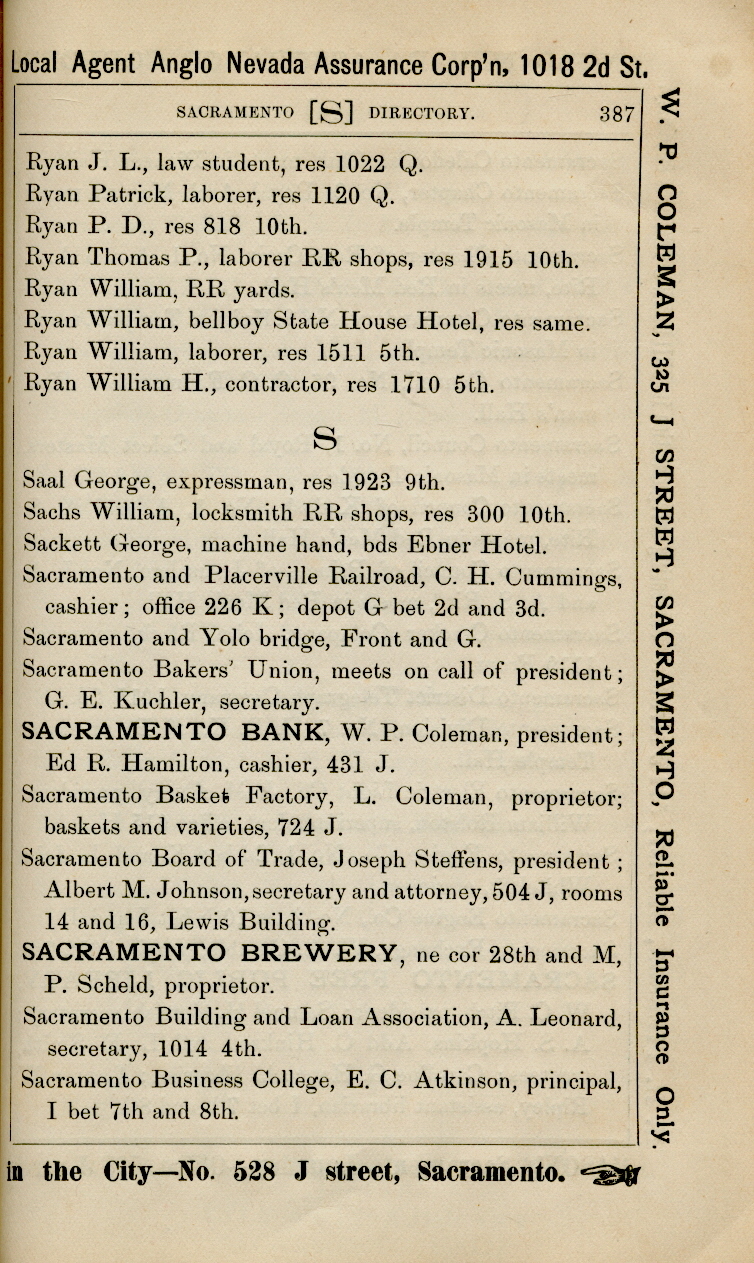 Local Agent Anglo Nevada Assurance Corp'n, 1018 2d St.
SACRAMENTO [S] DIRECTORY. 387
Ryan J. L., law student, res 1022 Q.
Ryan Patrick, laborer, res 1120 Q.
Ryan P. D., res 818 10th.
Ryan Thomas P., laborer RR shops, res 1915 10th.
Ryan William, RR yards.
Ryan William, bellboy State House Hotel, res same.
Ryan William, laborer, res 1511 5th.
Ryan William H., contractor, res 1710 5th.
S
Saal George, expressman, res 1923 9th.
Sachs William, locksmith RR shops, res 300 10th.
Sackett George, machine hand, bds Ebner Hotel.
Sacramento and Placerville Railroad, C. H. Cummings,
cashier; office 226 K; depot G bet 2d and 3d.
Sacramento and Yolo bridge, Front and G.
Sacramento Bakers' Union, meets on call of president;
G. E. Kuchler, secretary.
SACRAMENTO BANK, W. P. Coleman, president;
Ed R. Hamilton, cashier, 431 J.
Sacramento Basket Factory, L. Coleman, proprietor;
baskets and varieties, 724 J.
Sacramento Board of Trade, Joseph Steffens, president;
Albert M. Johnson, secretary and attorney, 504 J, rooms
14 and 16, Lewis Building.
SACRAMENTO BREWERY, ne cor 28th and M,
P. Scheld, proprietor.
Sacramento Building and Loan Association, A. Leonard,
secretary, 1014 4th.
Sacramento Business College, E. C. Atkinson, principal,
I bet 7th and 8th.
in the City—No. 528 J street, Sacramento.
W. P. COLEMAN, 325 J STREET, SACRAMENTO, Reliable Insurance Only.